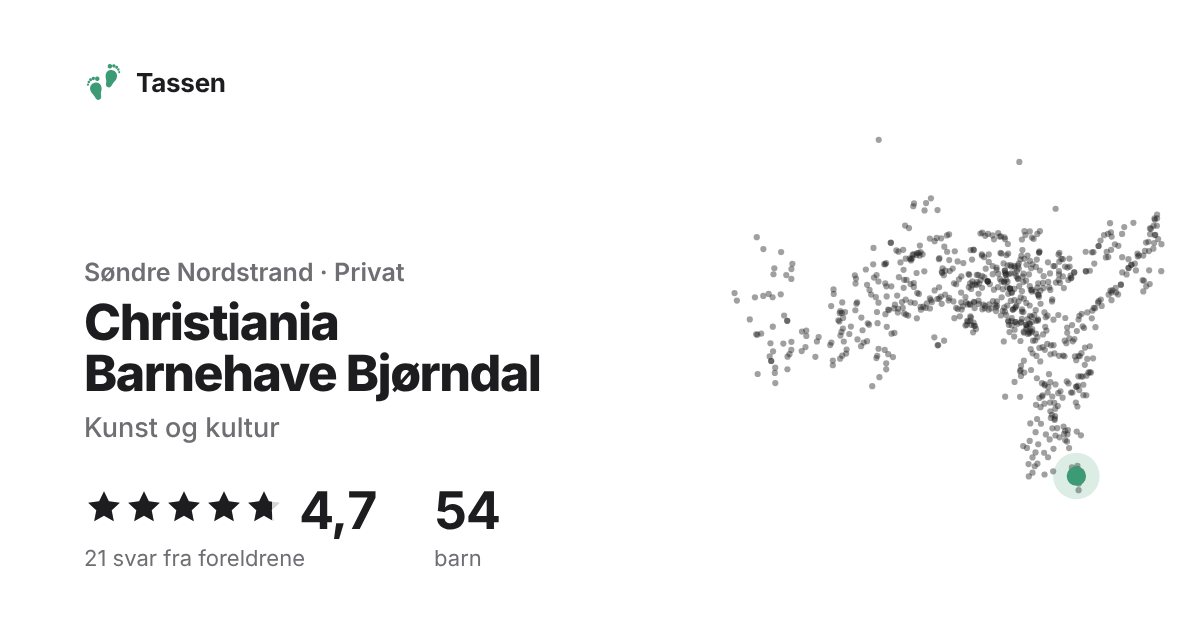 Tassen
Søndre Nordstrand · Privat
Christiania
Barnehave Bjørndal
Kunst og kultur
4,7
21 svar fra foreldrene
54
barn